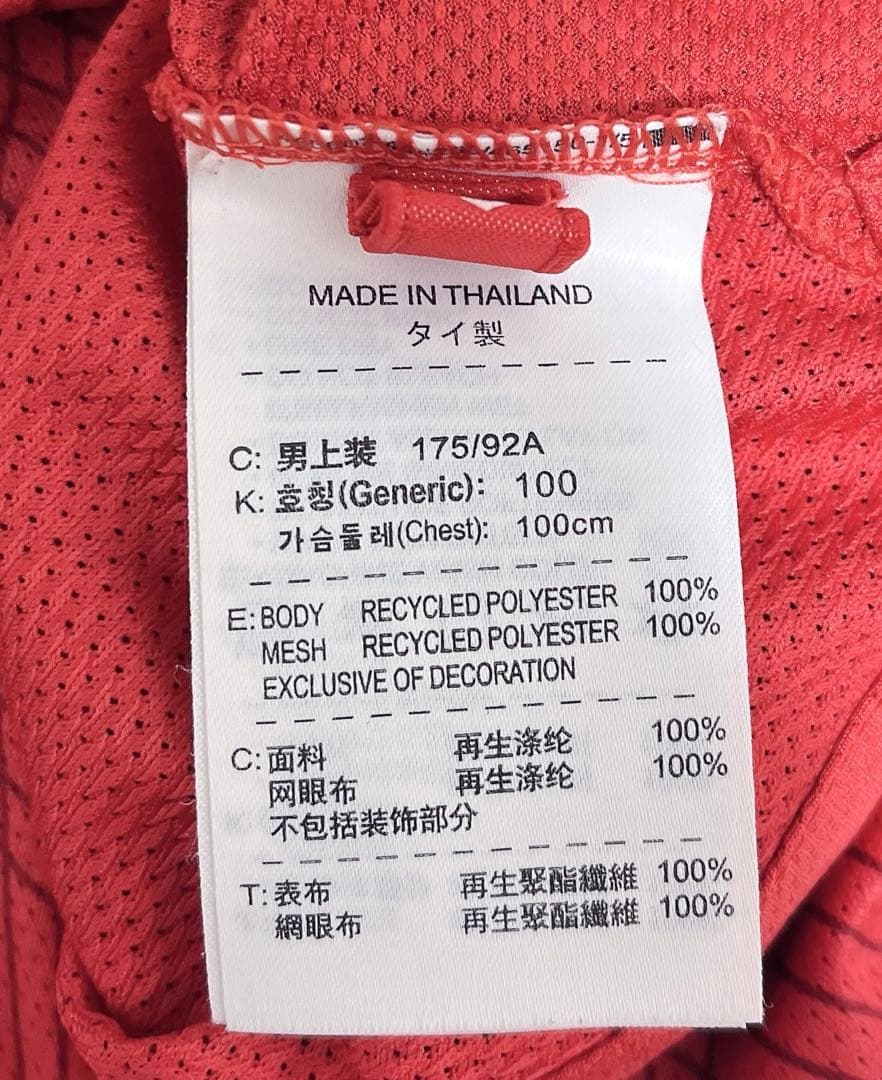 MADE IN THAILAND
タイ製
C: 男上装 175/92A
K: 호칭(Generic): 100
가슴둘레(Chest): 100cm
E: BODY RECYCLED POLYESTER 100%
MESH RECYCLED POLYESTER 100%
EXCLUSIVE OF DECORATION
C: 面料 再生涤纶 100%
网眼布 再生涤纶 100%
不包括装饰部分
T: 表布 再生聚酯纖維 100%
網眼布 再生聚酯纖維 100%